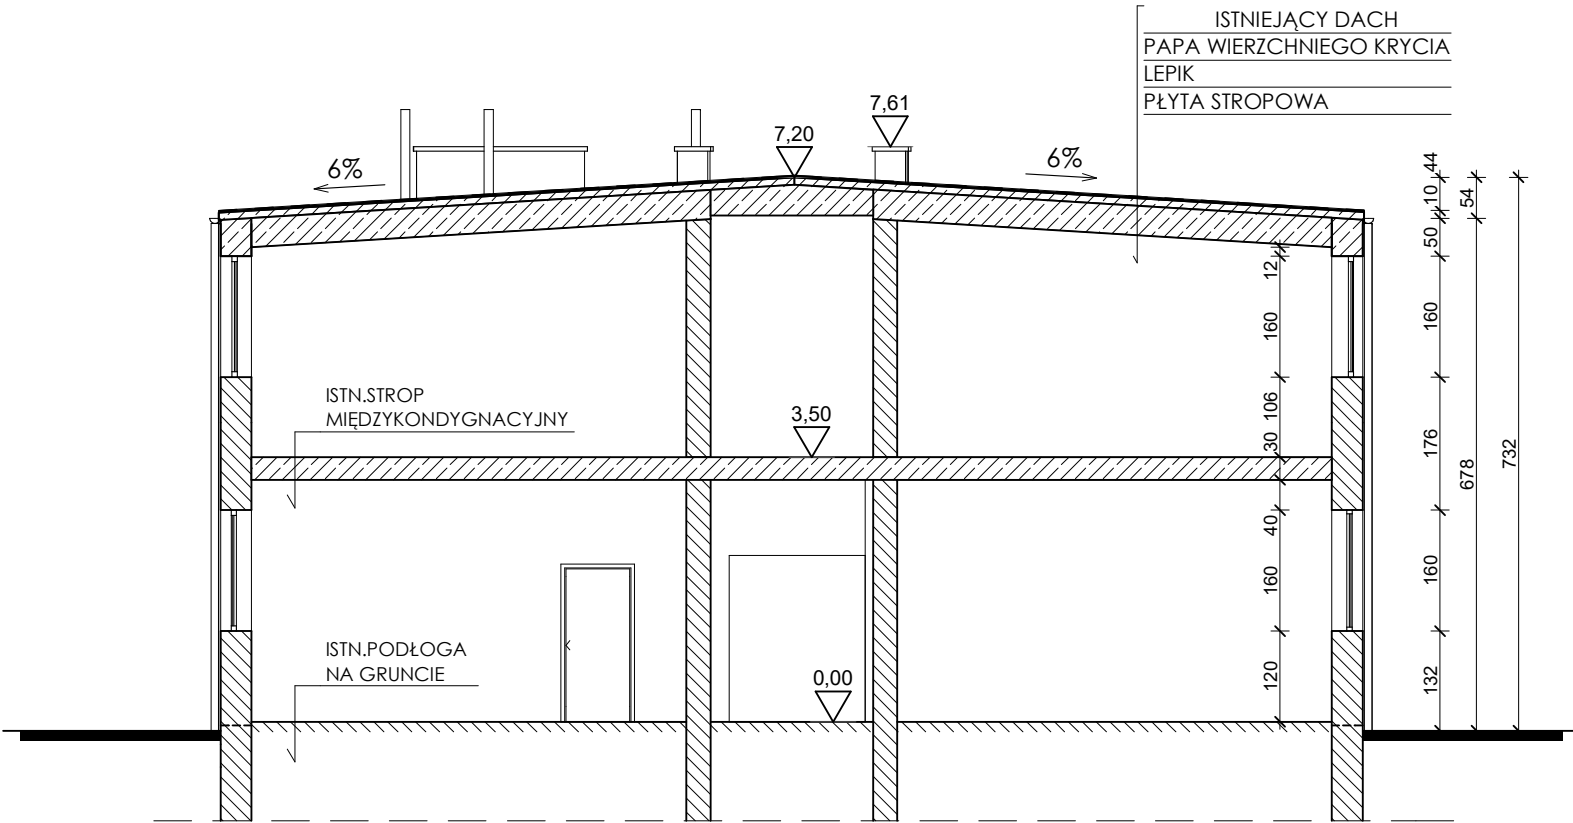 ISTNIEJĄCY DACH
PAPA WIERZCHNIEGO KRYCIA
LEPIK
PŁYTA STROPOWA
7,61
7,20
6%
6%
44
10
54
50
12
160
160
ISTN.STROP
MIĘDZYKONDYGNACYJNY
3,50
106
30
176
678
732
40
160
160
ISTN.PODŁOGA
NA GRUNCIE
0,00
120
132